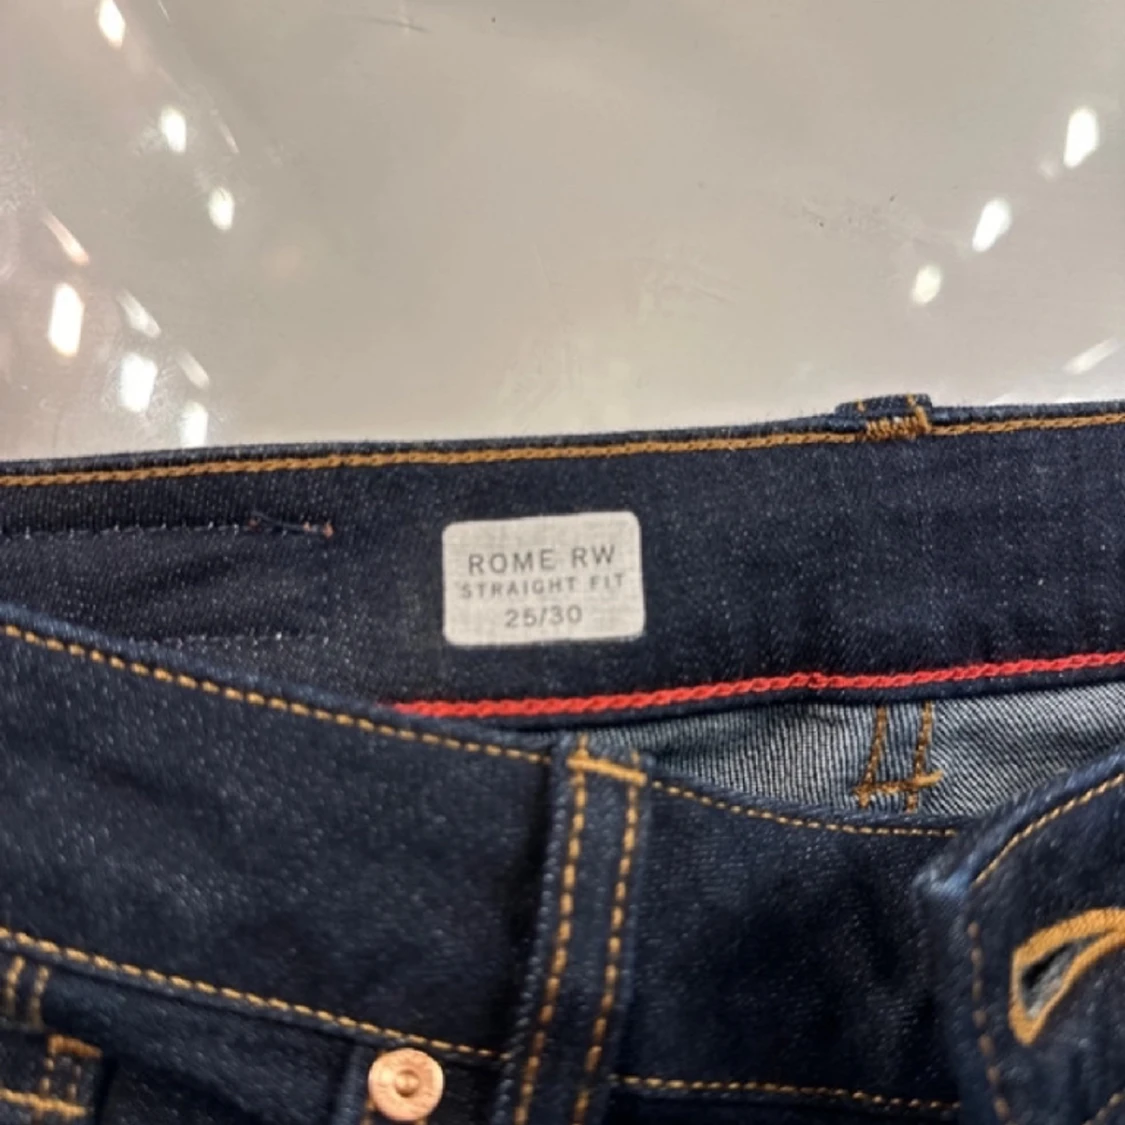 ROME RW
STRAIGHT FIT
25/30